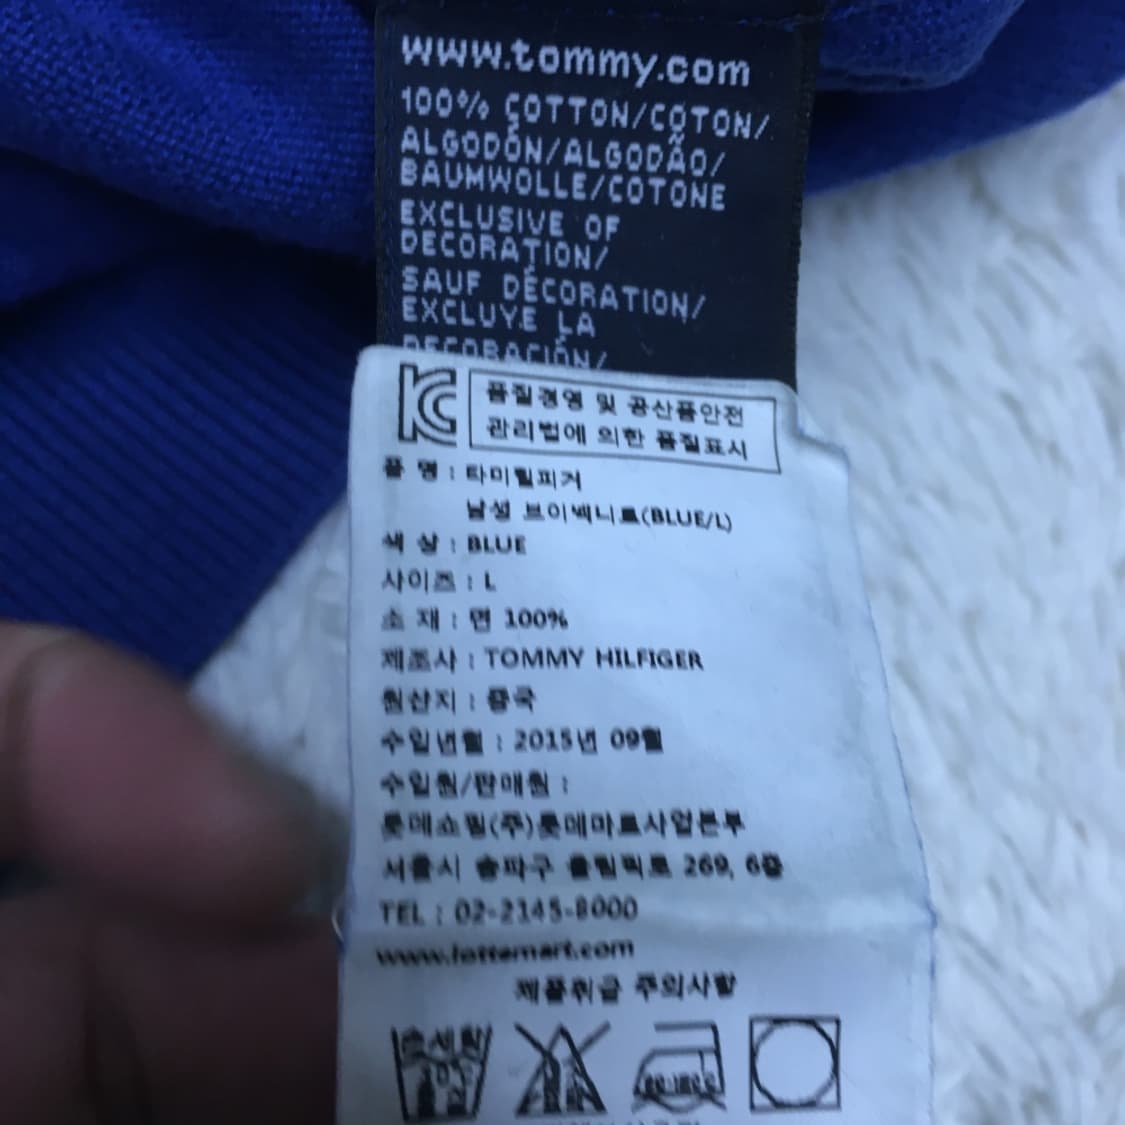 www.tommy.com
100% COTTON/COTON/
ALGODÓN/ALGODÃO/
BAUMWOLLE/COTONE
EXCLUSIVE OF
DECORATION/
SAUF DÉCORATION/
EXCLUYE LA
DECORACIÓN/
KC
품질경영 및 공산품안전
관리법에 의한 품질표시
품 명 : 타미힐피거
남성 브이넥니트(BLUE/L)
색 상 : BLUE
사이즈 : L
소 재 : 면 100%
제조사 : TOMMY HILFIGER
원산지 : 중국
수입년월 : 2015년 09월
수입원/판매원 :
롯데쇼핑(주)롯데마트사업본부
서울시 송파구 올림픽로 269, 6층
TEL : 02-2145-8000
www.lottemart.com
제품취급 주의사항
손세탁